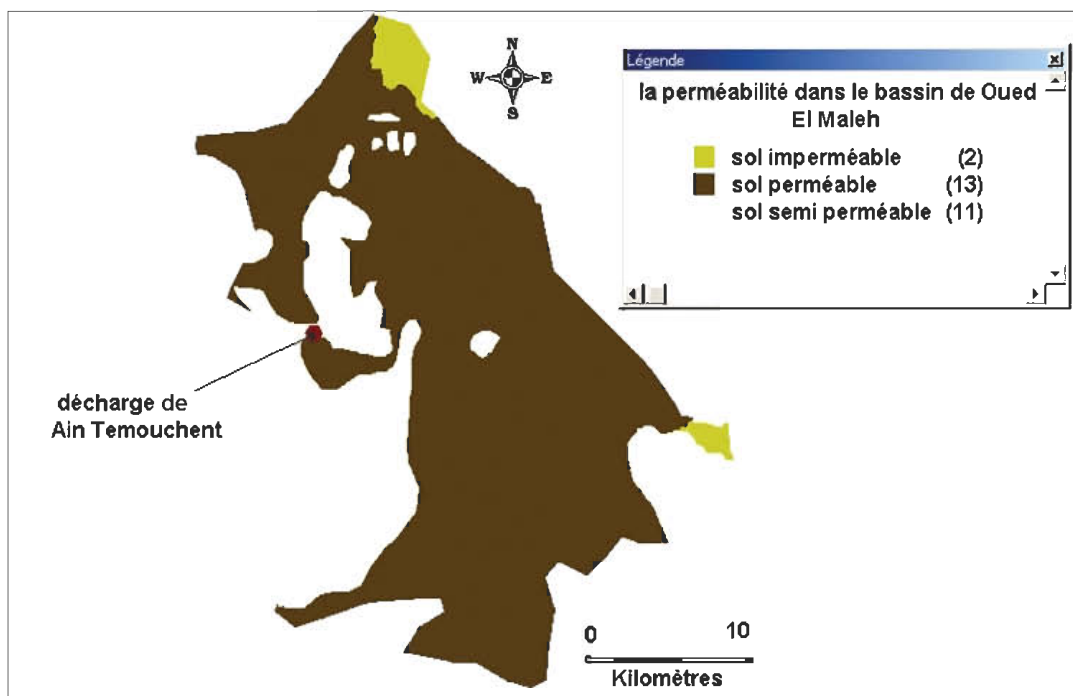 N
W E
S
Légende
la perméabilité dans le bassin de Oued
El Maleh
sol imperméable (2)
sol perméable (13)
sol semi perméable (11)
décharge de
Ain Temouchent
0 10
Kilomètres